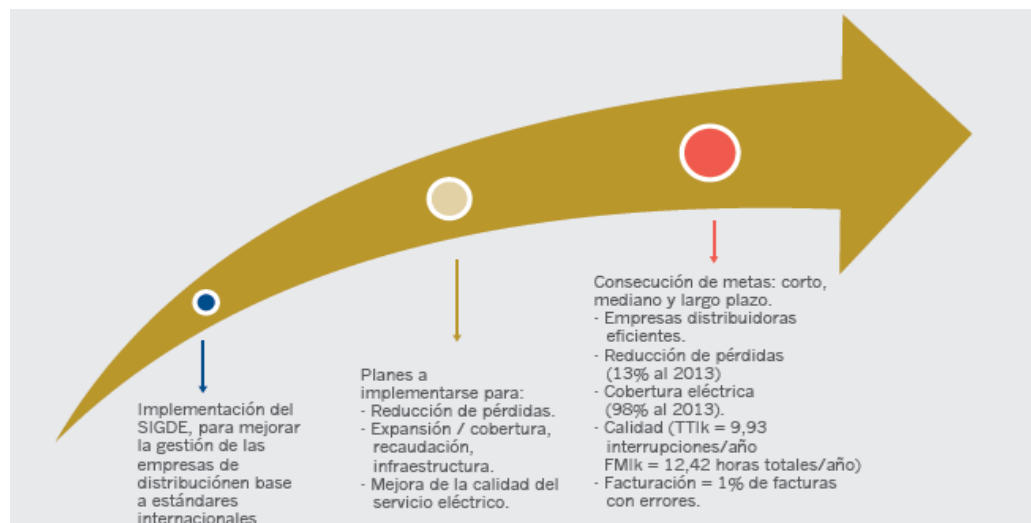 Implementación del
SIGDE, para mejorar
la gestión de las
empresas de
distribuciónen base
a estándares
internacionales
Planes a
implementarse para:
- Reducción de pérdidas.
- Expansión / cobertura,
recaudación,
infraestructura.
- Mejora de la calidad del
servicio eléctrico.
Consecución de metas: corto,
mediano y largo plazo.
- Empresas distribuidoras
eficientes.
- Reducción de pérdidas
(13% al 2013)
- Cobertura eléctrica
(98% al 2013).
- Calidad (TTIk = 9,93
interrupciones/año
FMIk = 12,42 horas totales/año)
- Facturación = 1% de facturas
con errores.